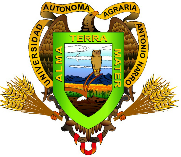 UNIVERSIDAD AUTONOMA AGRARIA ANTONIO NARRO
ALMA TERRA MATER